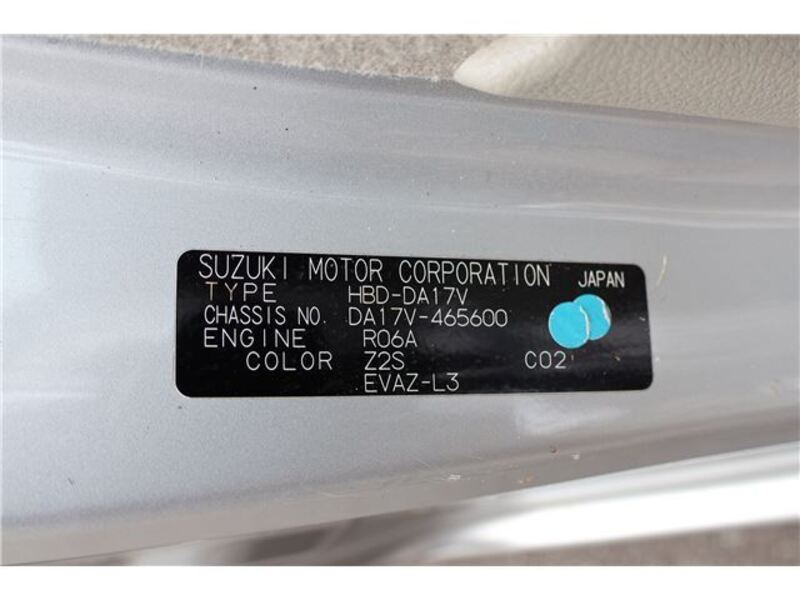 SUZUKI MOTOR CORPORATION JAPAN
TYPE HBD-DA17V
CHASSIS NO. DA17V-465600
ENGINE R06A
COLOR Z2S C02
EVAZ-L3